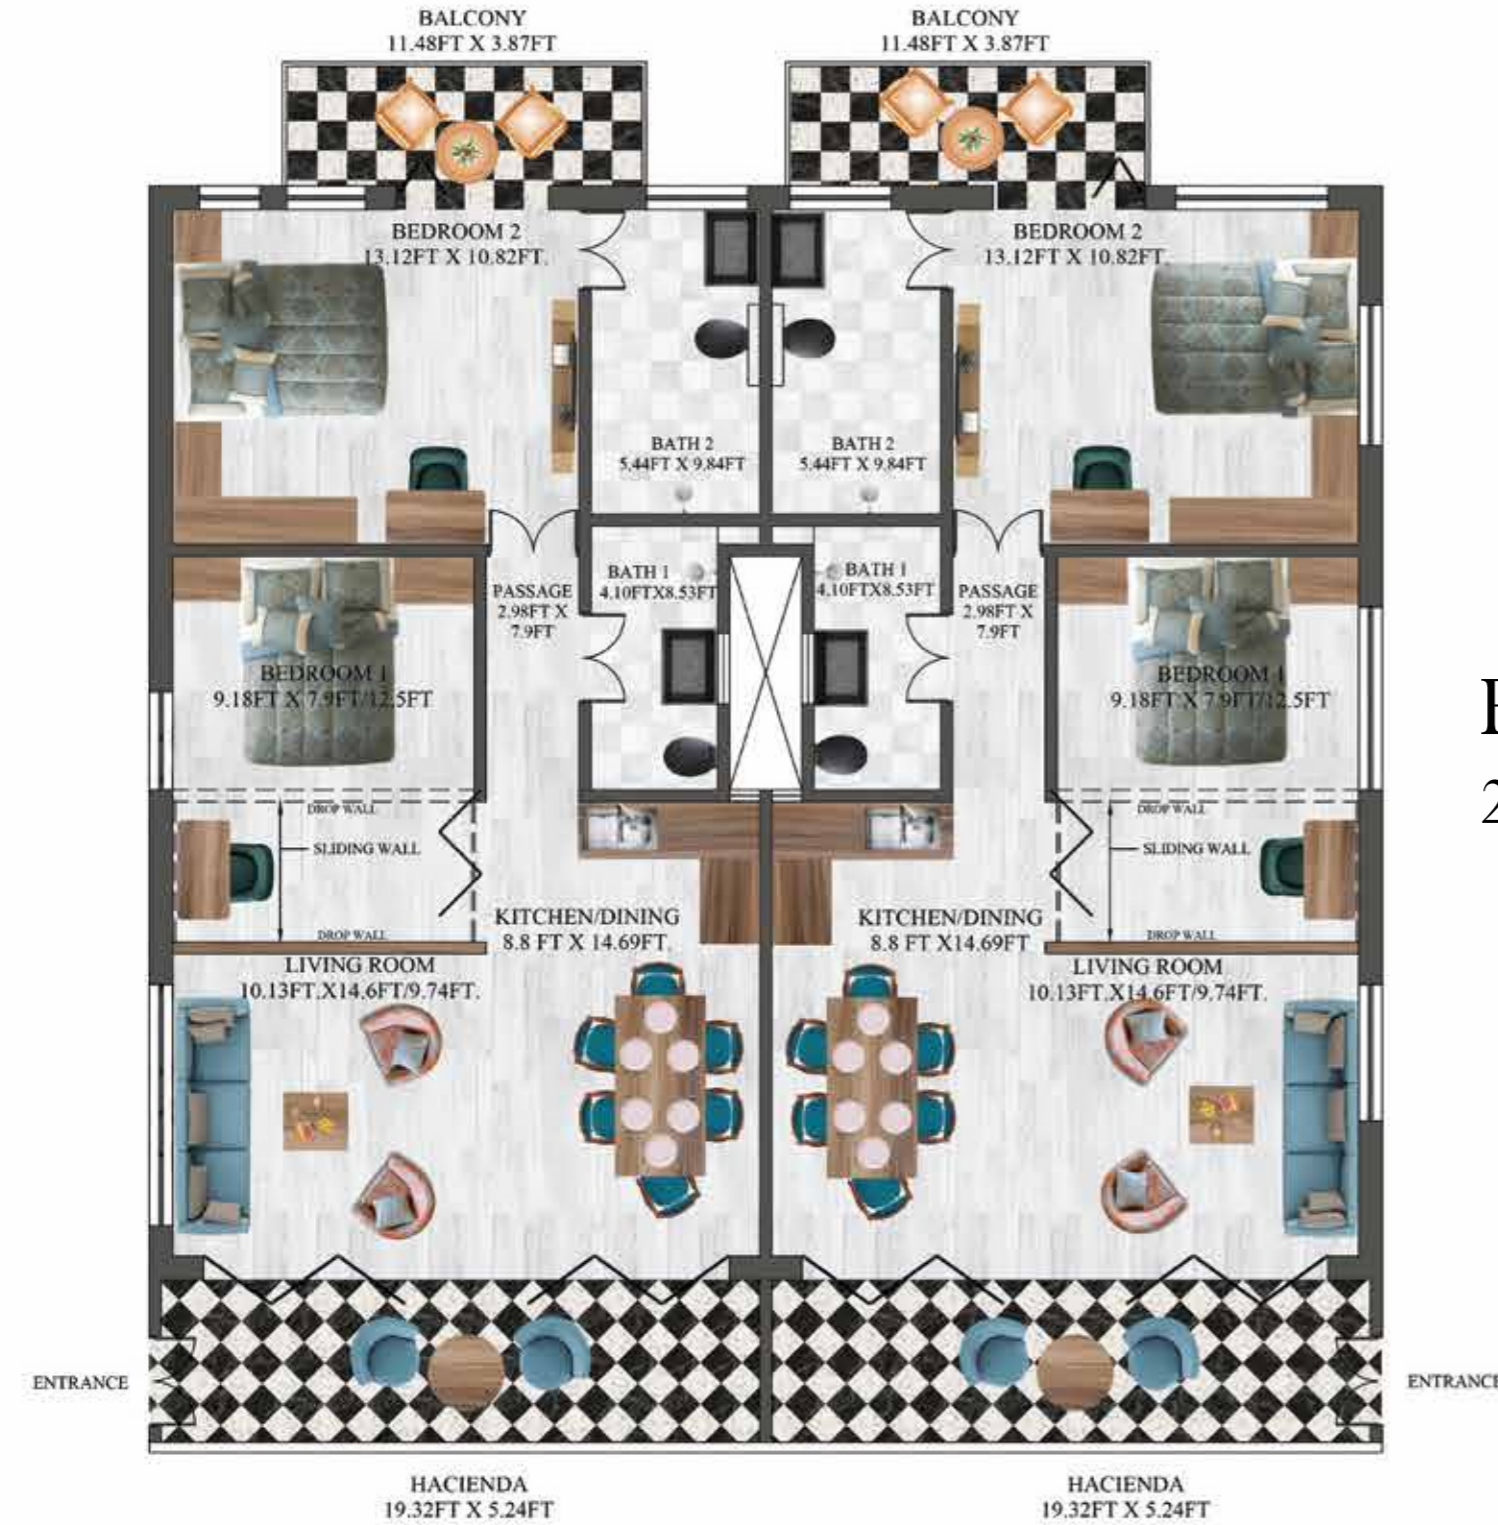 BALCONY
11.48FT X 3.87FT
BALCONY
11.48FT X 3.87FT
BEDROOM 2
13.12FT X 10.82FT.
BEDROOM 2
13.12FT X 10.82FT.
BATH 2
5.44FT X 9.84FT
BATH 2
5.44FT X 9.84FT
PASSAGE
2.98FT X
7.9FT
BATH 1
4.10FTX8.53FT
BATH 1
4.10FTX8.53FT
PASSAGE
2.98FT X
7.9FT
BEDROOM 1
9.18FT X 7.9FT/12.5FT
BEDROOM 1
9.18FT X 7.9FT/12.5FT
DROP WALL
SLIDING WALL
DROP WALL
DROP WALL
SLIDING WALL
DROP WALL
KITCHEN/DINING
8.8 FT X 14.69FT.
KITCHEN/DINING
8.8 FT X14.69FT
LIVING ROOM
10.13FT.X14.6FT/9.74FT.
LIVING ROOM
10.13FT.X14.6FT/9.74FT.
ENTRANCE
ENTRANCE
HACIENDA
19.32FT X 5.24FT
HACIENDA
19.32FT X 5.24FT
2